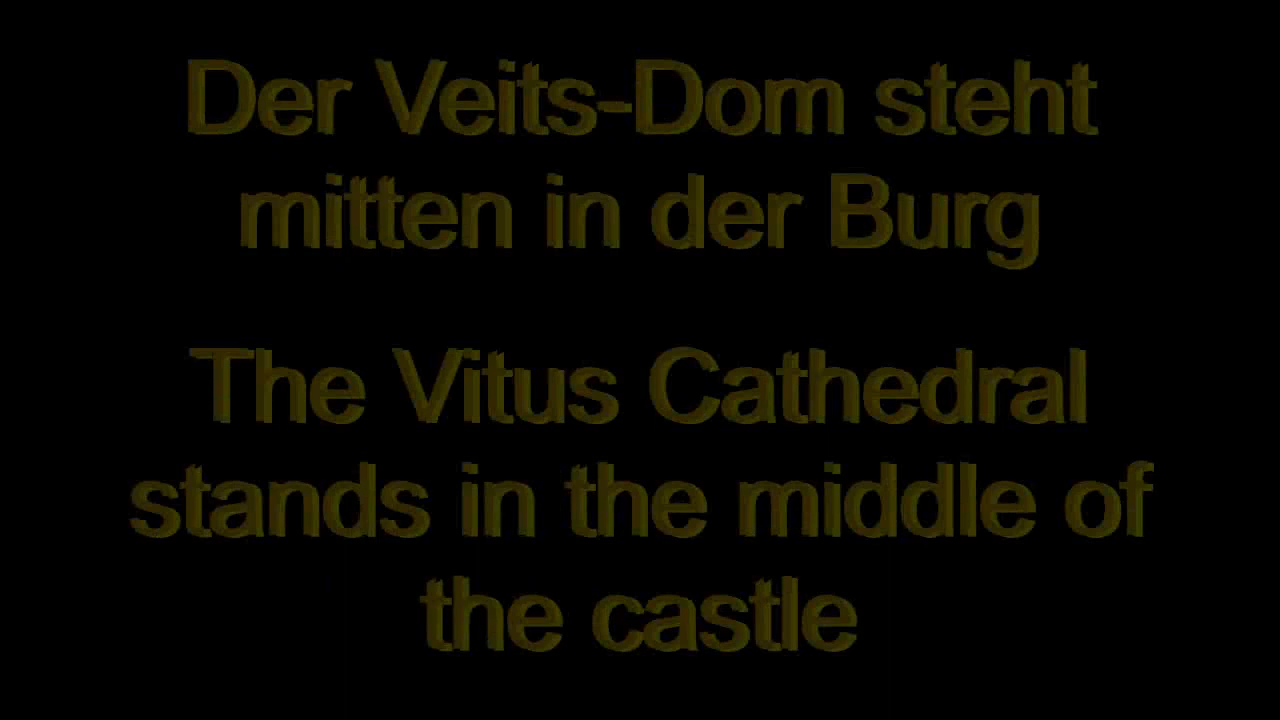 Der Veits-Dom steht
mitten in der Burg
The Vitus Cathedral
stands in the middle of
the castle